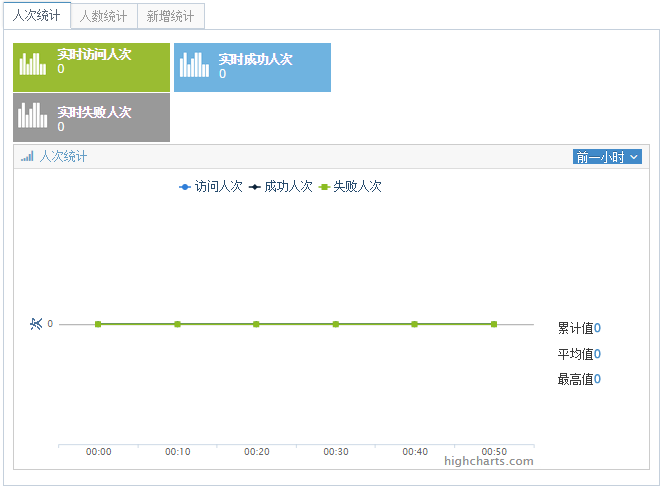 人次统计 人数统计 新增统计
实时访问人次
0
实时成功人次
0
实时失败人次
0
人次统计 前一小时
访问人次 成功人次 失败人次
次 0
累计值0
平均值0
最高值0
00:00 00:10 00:20 00:30 00:40 00:50
highcharts.com